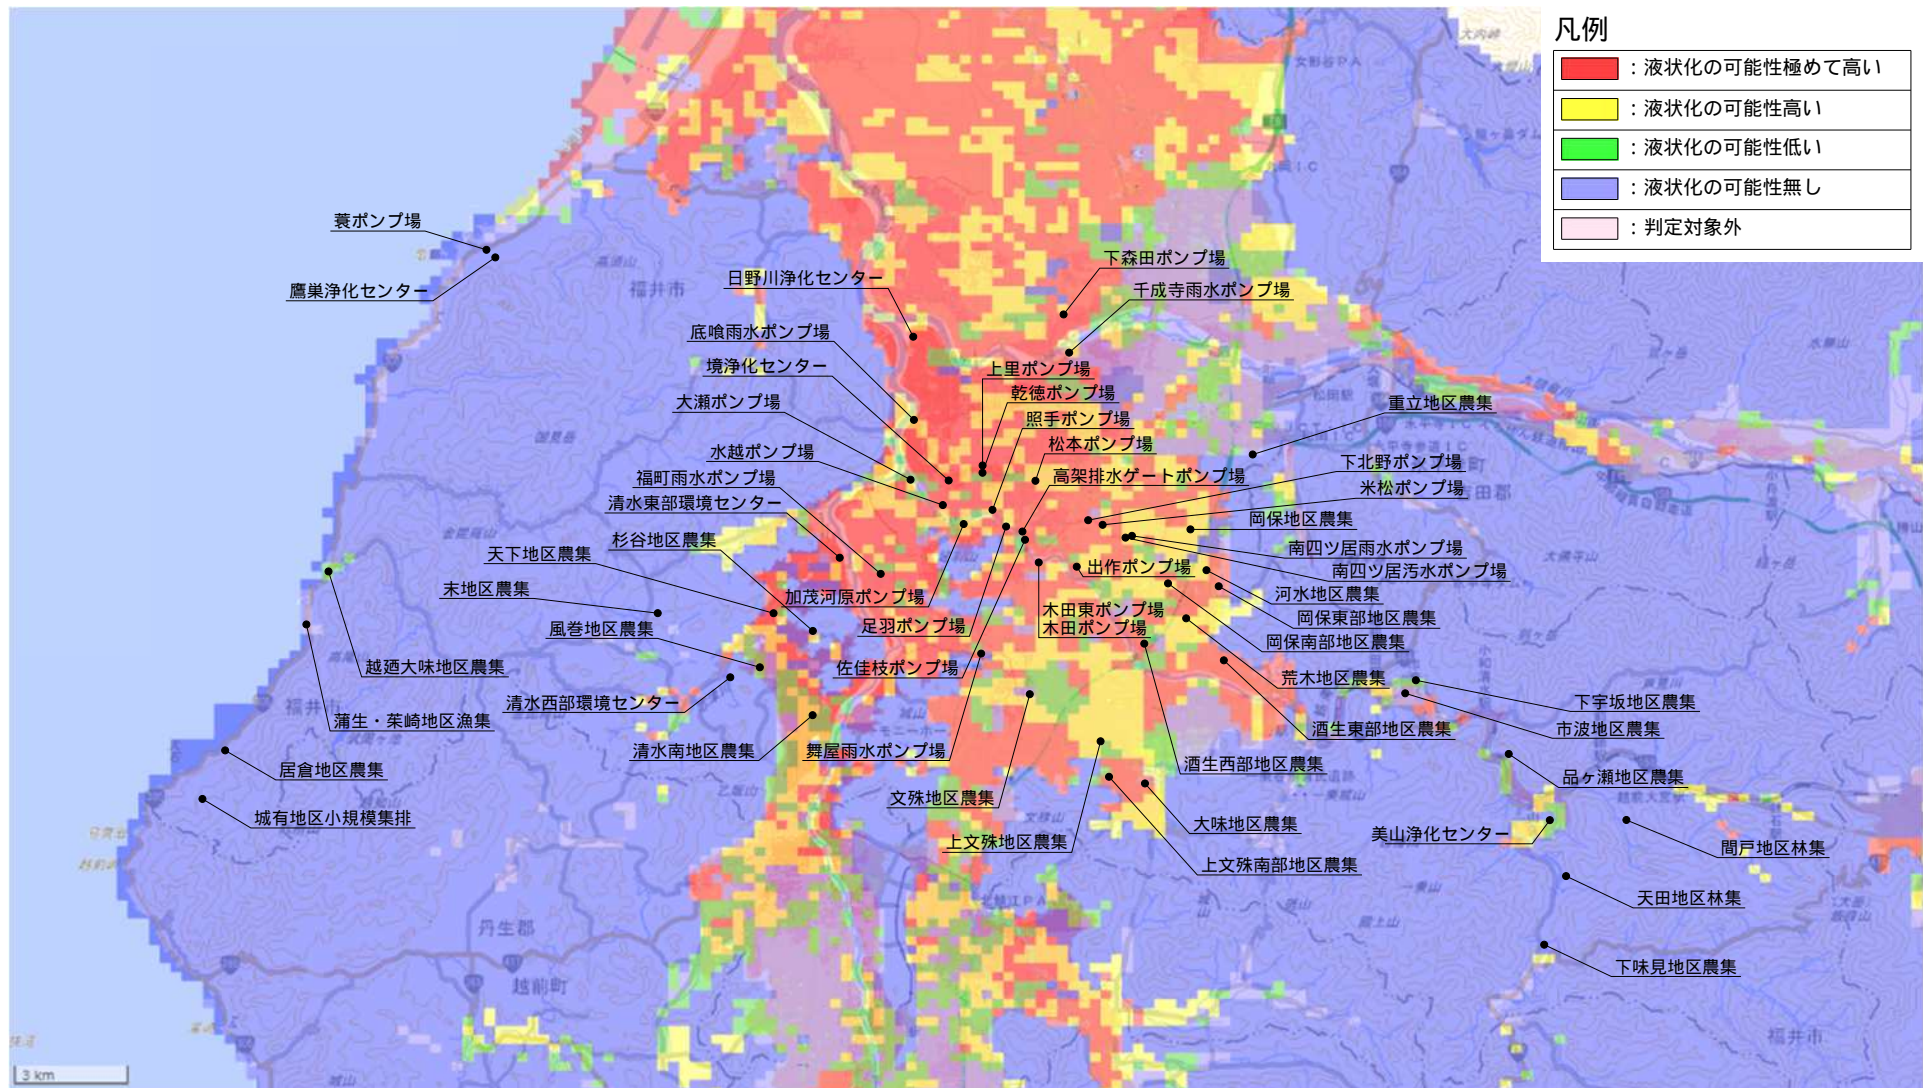 凡例
：液状化の可能性極めて高い
：液状化の可能性高い
：液状化の可能性低い
：液状化の可能性無し
：判定対象外
女形谷PA
蓑ポンプ場
鷹巣浄化センター
福井市
日野川浄化センター
下森田ポンプ場
千成寺雨水ポンプ場
底喰雨水ポンプ場
境浄化センター
上里ポンプ場
乾徳ポンプ場
大瀬ポンプ場
照手ポンプ場
重立地区農集
国見岳
水越ポンプ場
松本ポンプ場
福町雨水ポンプ場
高架排水ゲートポンプ場
下北野ポンプ場
清水東部環境センター
米松ポンプ場
岡保地区農集
杉谷地区農集
天下地区農集
南四ツ居雨水ポンプ場
南四ツ居汚水ポンプ場
出作ポンプ場
末地区農集
加茂河原ポンプ場
河水地区農集
木田東ポンプ場
木田ポンプ場
岡保東部地区農集
風巻地区農集
足羽ポンプ場
岡保南部地区農集
越廼大味地区農集
佐佳枝ポンプ場
荒木地区農集
清水西部環境センター
下宇坂地区農集
福井市
蒲生・茱崎地区漁集
酒生東部地区農集
市波地区農集
城山
清水南地区農集
舞屋雨水ポンプ場
酒生西部地区農集
居倉地区農集
品ヶ瀬地区農集
文殊地区農集
城有地区小規模集排
大味地区農集
美山浄化センター
上文殊地区農集
間戸地区林集
上文殊南部地区農集
天田地区林集
丹生郡
北鯖江PA
下味見地区農集
越前町
福井市
3 km
城山